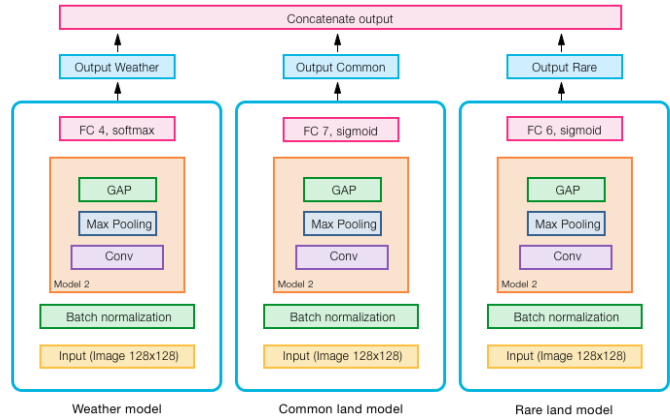 Concatenate output
Output Weather
Output Common
Output Rare
FC 4, softmax
GAP
Max Pooling
Conv
Model 2
Batch normalization
Input (Image 128x128)
Weather model
FC 7, sigmoid
GAP
Max Pooling
Conv
Model 2
Batch normalization
Input (Image 128x128)
Common land model
FC 6, sigmoid
GAP
Max Pooling
Conv
Model 2
Batch normalization
Input (Image 128x128)
Rare land model